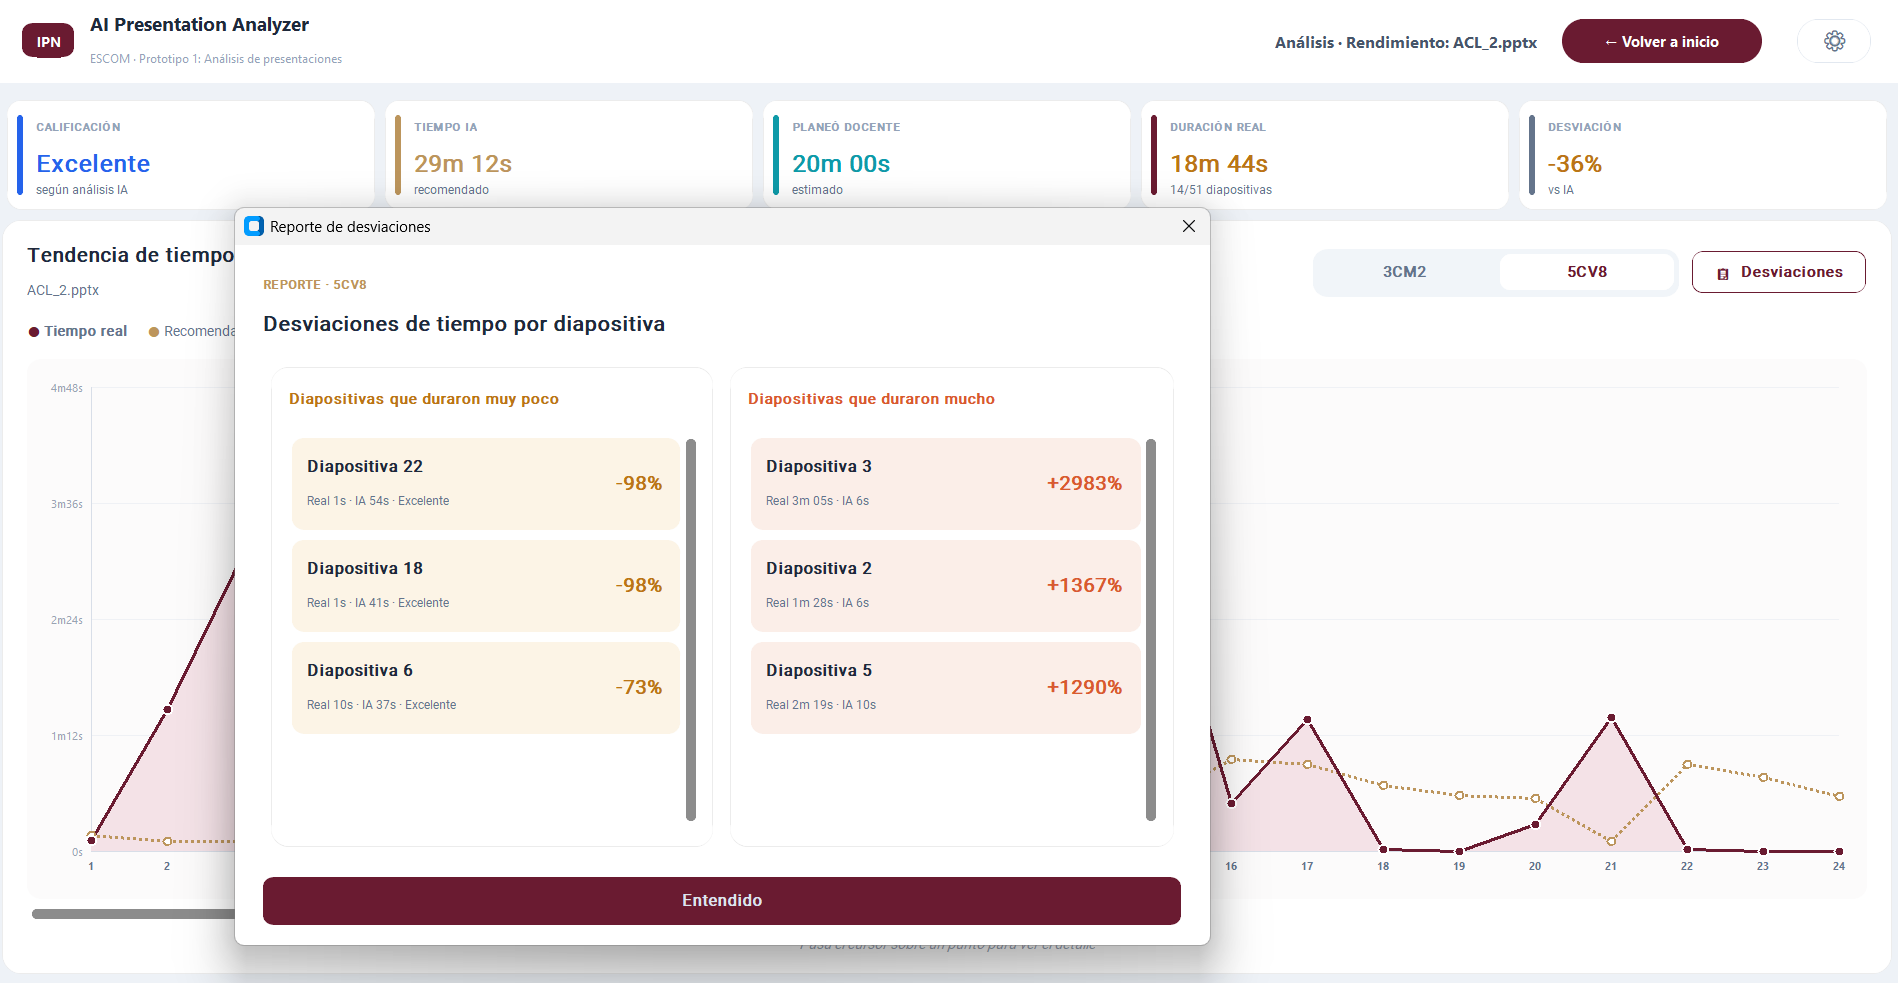 IPN
AI Presentation Analyzer
ESCOM · Prototipo 1: Análisis de presentaciones
Análisis · Rendimiento: ACL_2.pptx
← Volver a inicio
CALIFICACIÓN
Excelente
según análisis IA
TIEMPO IA
29m 12s
recomendado
PLANEÓ DOCENTE
20m 00s
estimado
DURACIÓN REAL
18m 44s
14/51 diapositivas
DESVIACIÓN
-36%
vs IA
Tendencia de tiempo
ACL_2.pptx
Tiempo real
Recomenda
3CM2
5CV8
Desviaciones
Reporte de desviaciones
REPORTE · 5CV8
Desviaciones de tiempo por diapositiva
Diapositivas que duraron muy poco
Diapositiva 22
Real 1s · IA 54s · Excelente
-98%
Diapositiva 18
Real 1s · IA 41s · Excelente
-98%
Diapositiva 6
Real 10s · IA 37s · Excelente
-73%
Diapositivas que duraron mucho
Diapositiva 3
Real 3m 05s · IA 6s
+2983%
Diapositiva 2
Real 1m 28s · IA 6s
+1367%
Diapositiva 5
Real 2m 19s · IA 10s
+1290%
Entendido
4m48s
3m36s
2m24s
1m12s
0s
1 2 16 17 18 19 20 21 22 23 24